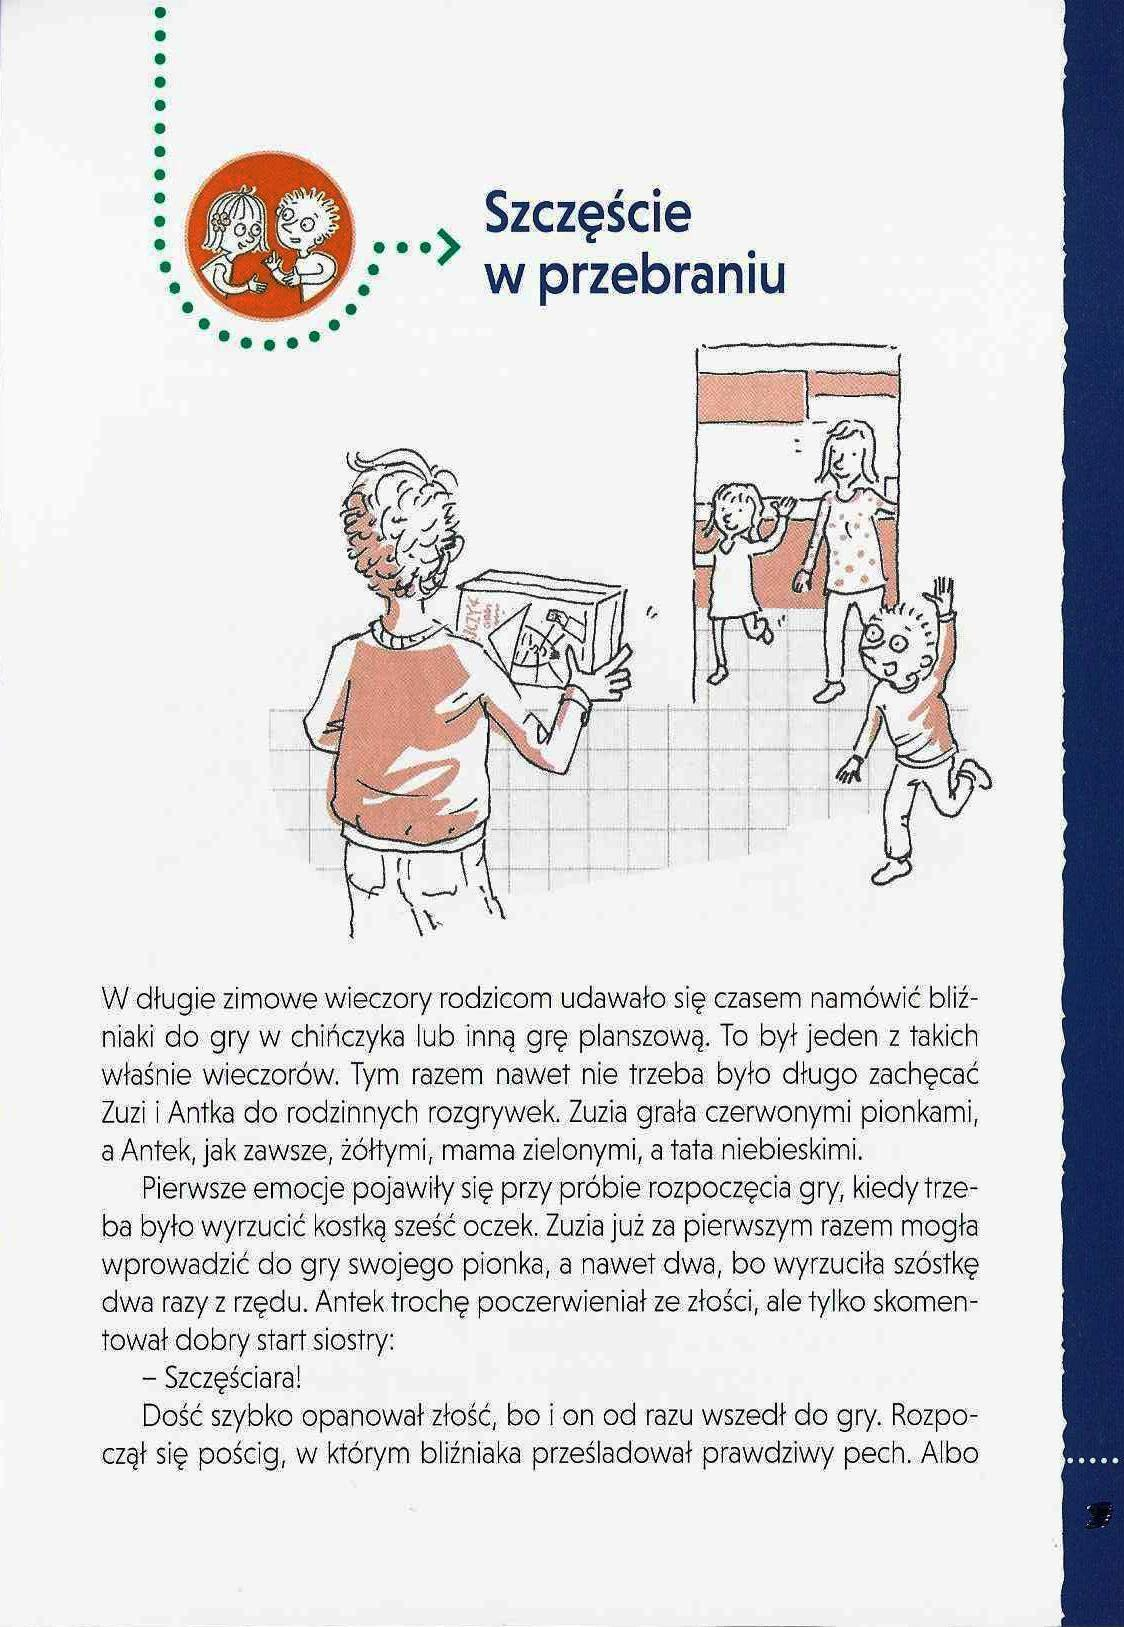 Szczęście
w przebraniu
W długie zimowe wieczory rodzicom udawało się czasem namówić bliź-
niaki do gry w chińczyka lub inną grę planszową. To był jeden z takich
właśnie wieczorów. Tym razem nawet nie trzeba było długo zachęcać
Zuzi i Antka do rodzinnych rozgrywek. Zuzia grała czerwonymi pionkami,
a Antek, jak zawsze, żółtymi, mama zielonymi, a tata niebieskimi.
Pierwsze emocje pojawiły się przy próbie rozpoczęcia gry, kiedy trze-
ba było wyrzucić kostką sześć oczek. Zuzia już za pierwszym razem mogła
wprowadzić do gry swojego pionka, a nawet dwa, bo wyrzuciła szóstkę
dwa razy z rzędu. Antek trochę poczerwieniał ze złości, ale tylko skomen-
tował dobry start siostry:
– Szczęściara!
Dość szybko opanował złość, bo i on od razu wszedł do gry. Rozpo-
czął się pościg, w którym bliźniaka prześladował prawdziwy pech. Albo